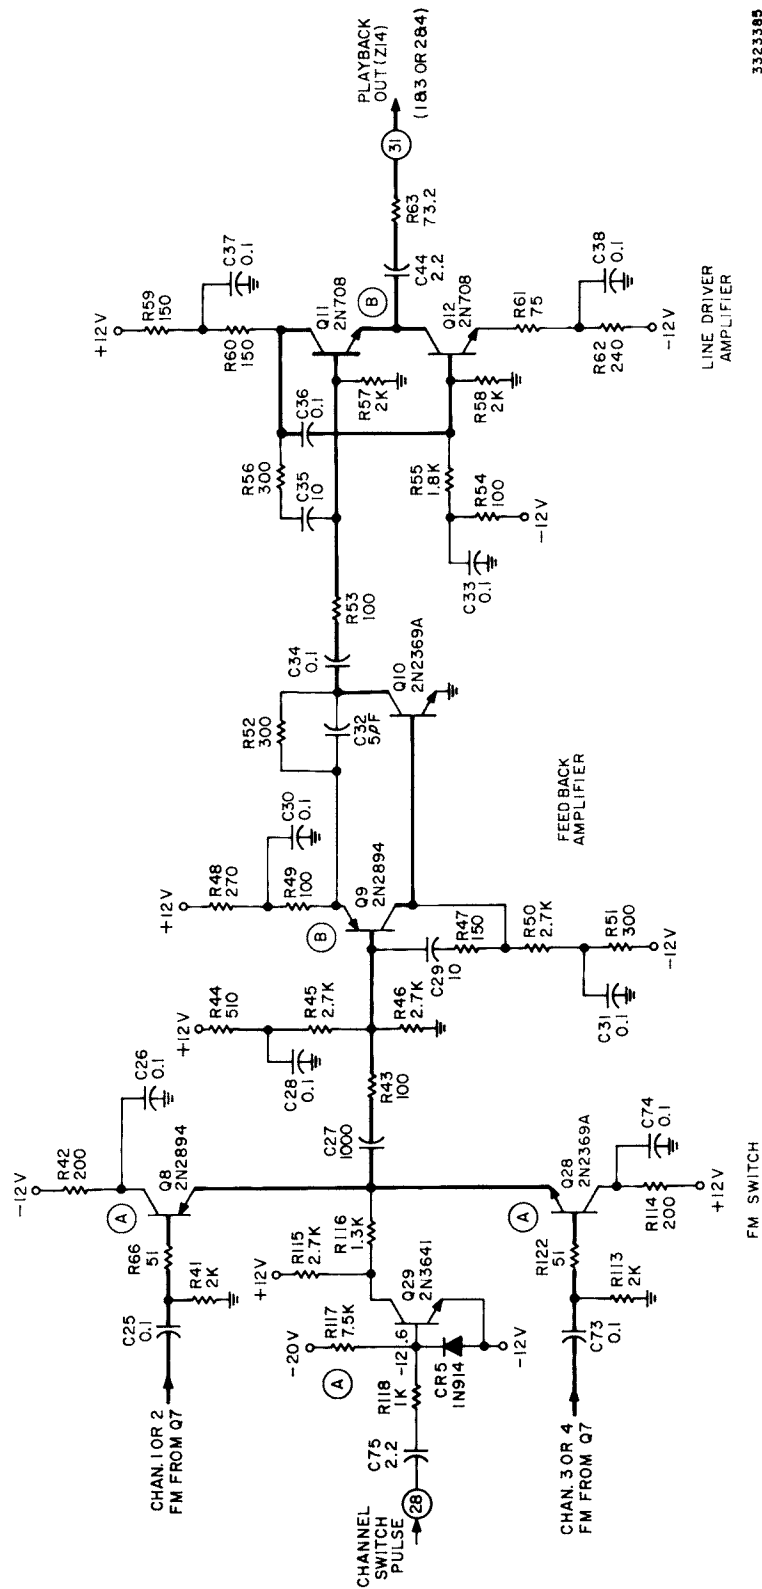 3323385
CHAN. 1 OR 2
FM FROM Q7
C25
0.1
R41
2K
R66
51
A
Q8
2N2894
-12V
R42
200
C26
0.1
CHANNEL
SWITCH
PULSE
28
C75
2.2
R118
1K
A
-20V
R117
7.5K
-12.6
CR5
1N914
-12V
Q29
2N3641
+12V
R115
2.7K
R116
1.3K
CHAN. 3 OR 4
FM FROM Q7
C73
0.1
R113
2K
R122
51
A
Q28
2N2369A
R114
200
+12V
C74
0.1
FM SWITCH
C27
1000
R43
100
+12V
R44
510
C28
0.1
R45
2.7K
R46
2.7K
B
Q9
2N2894
+12V
R48
270
R49
100
C30
0.1
C29
10
R47
150
R50
2.7K
C31
0.1
R51
300
-12V
R52
300
C32
5pF
Q10
2N2369A
FEEDBACK
AMPLIFIER
C34
0.1
R53
100
R56
300
C35
10
C36
0.1
+12V
R59
150
R60
150
C37
0.1
Q11
2N708
R57
2K
B
C33
0.1
R55
1.8K
R54
100
-12V
R58
2K
Q12
2N708
R61
75
R62
240
-12V
C38
0.1
C44
2.2
R63
73.2
31
PLAYBACK
OUT (Z14)
(1&3 OR 2&4)
LINE DRIVER
AMPLIFIER